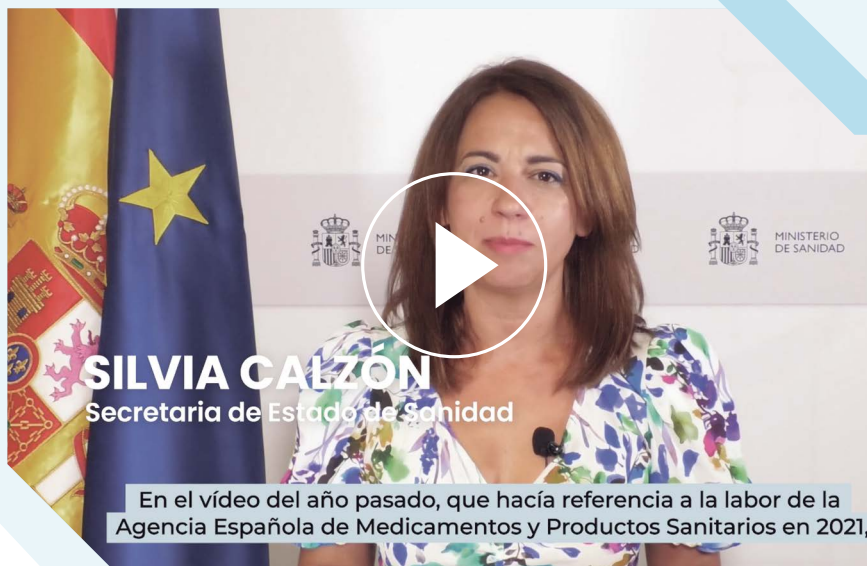 MINISTERIO
DE SANIDAD
SILVIA CALZÓN
Secretaria de Estado de Sanidad
En el vídeo del año pasado, que hacía referencia a la labor de la
Agencia Española de Medicamentos y Productos Sanitarios en 2021,